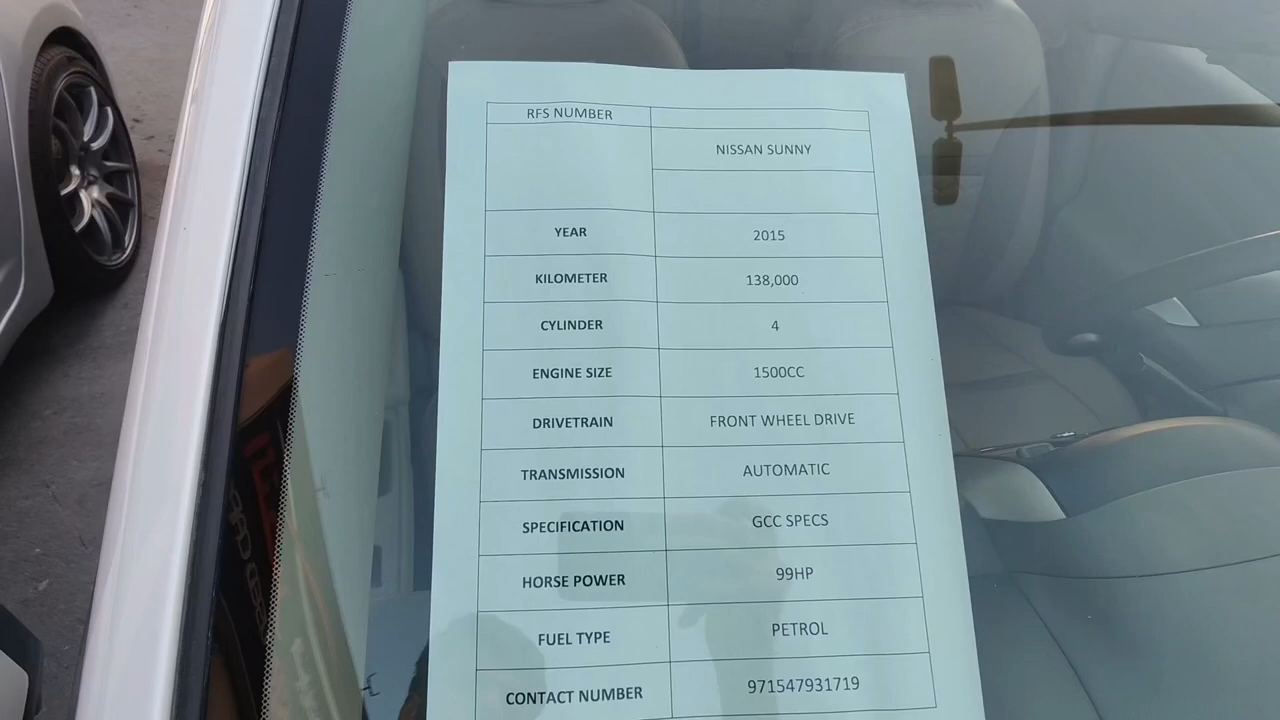 RFS NUMBER
NISSAN SUNNY
YEAR 2015
KILOMETER 138,000
CYLINDER 4
ENGINE SIZE 1500CC
DRIVETRAIN FRONT WHEEL DRIVE
TRANSMISSION AUTOMATIC
SPECIFICATION GCC SPECS
HORSE POWER 99HP
FUEL TYPE PETROL
CONTACT NUMBER 971547931719